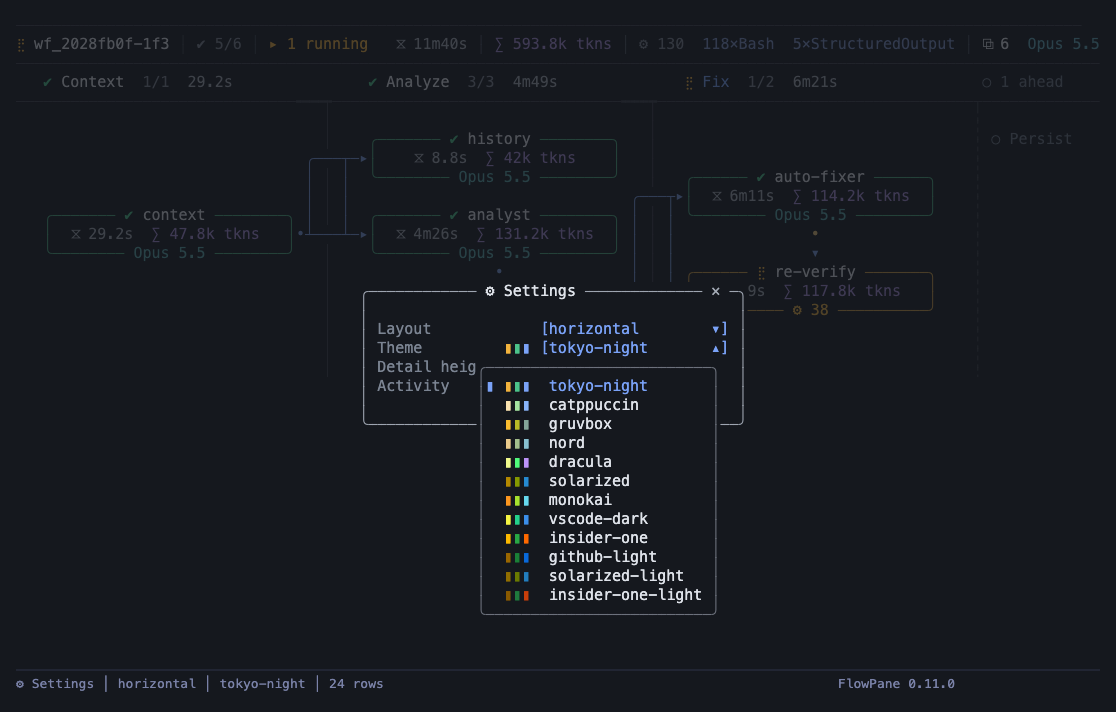 wf_2028fb0f-1f3 │ ✓ 5/6 │ ▸ 1 running ⧖ 11m40s │ ∑ 593.8k tkns │ ⚙ 130 118×Bash 5×StructuredOutput │ ⧉ 6 Opus 5.5
✓ Context 1/1 29.2s ✓ Analyze 3/3 4m49s Fix 1/2 6m21s ○ 1 ahead
✓ history ○ Persist
⧖ 8.8s ∑ 42k tkns
Opus 5.5 ✓ auto-fixer
⧖ 6m11s ∑ 114.2k tkns
✓ context ✓ analyst Opus 5.5
⧖ 29.2s ∑ 47.8k tkns ⧖ 4m26s ∑ 131.2k tkns
Opus 5.5 Opus 5.5
re-verify
⚙ Settings × 9s ∑ 117.8k tkns
⚙ 38
Layout [horizontal ▾]
Theme [tokyo-night ▴]
Detail heig
Activity tokyo-night
catppuccin
gruvbox
nord
dracula
solarized
monokai
vscode-dark
insider-one
github-light
solarized-light
insider-one-light
⚙ Settings │ horizontal │ tokyo-night │ 24 rows FlowPane 0.11.0